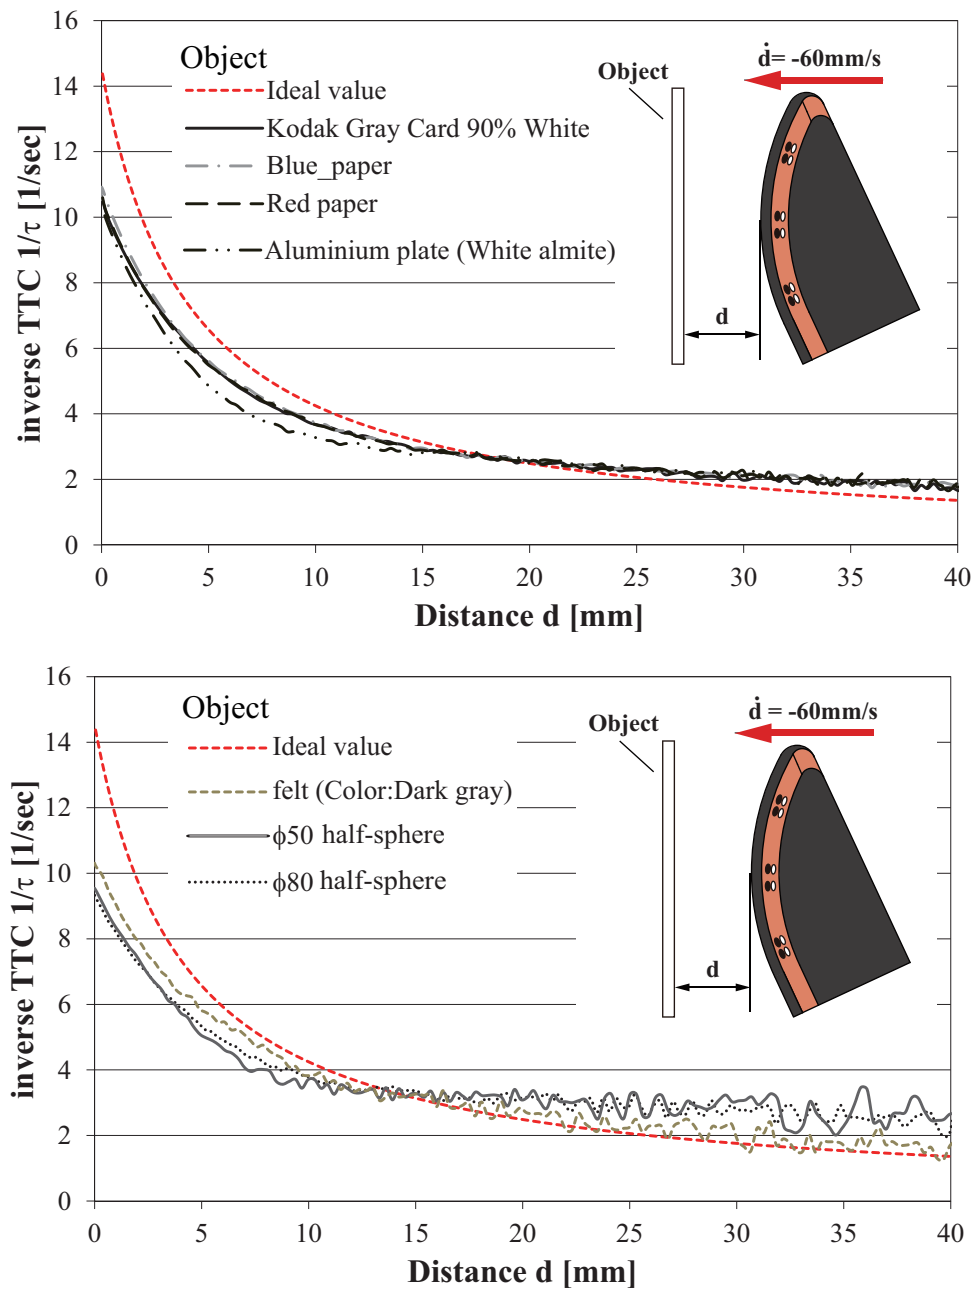 16
14
12
10
8
6
4
2
0
inverse TTC 1/τ [1/sec]
Object
Ideal value
Kodak Gray Card 90% White
Blue_paper
Red paper
Aluminium plate (White almite)
Object
ḋ= -60mm/s
d
0 5 10 15 20 25 30 35 40
Distance d [mm]
16
14
12
10
8
6
4
2
0
inverse TTC 1/τ [1/sec]
Object
Ideal value
felt (Color:Dark gray)
ϕ50 half-sphere
ϕ80 half-sphere
Object
ḋ = -60mm/s
d
0 5 10 15 20 25 30 35 40
Distance d [mm]